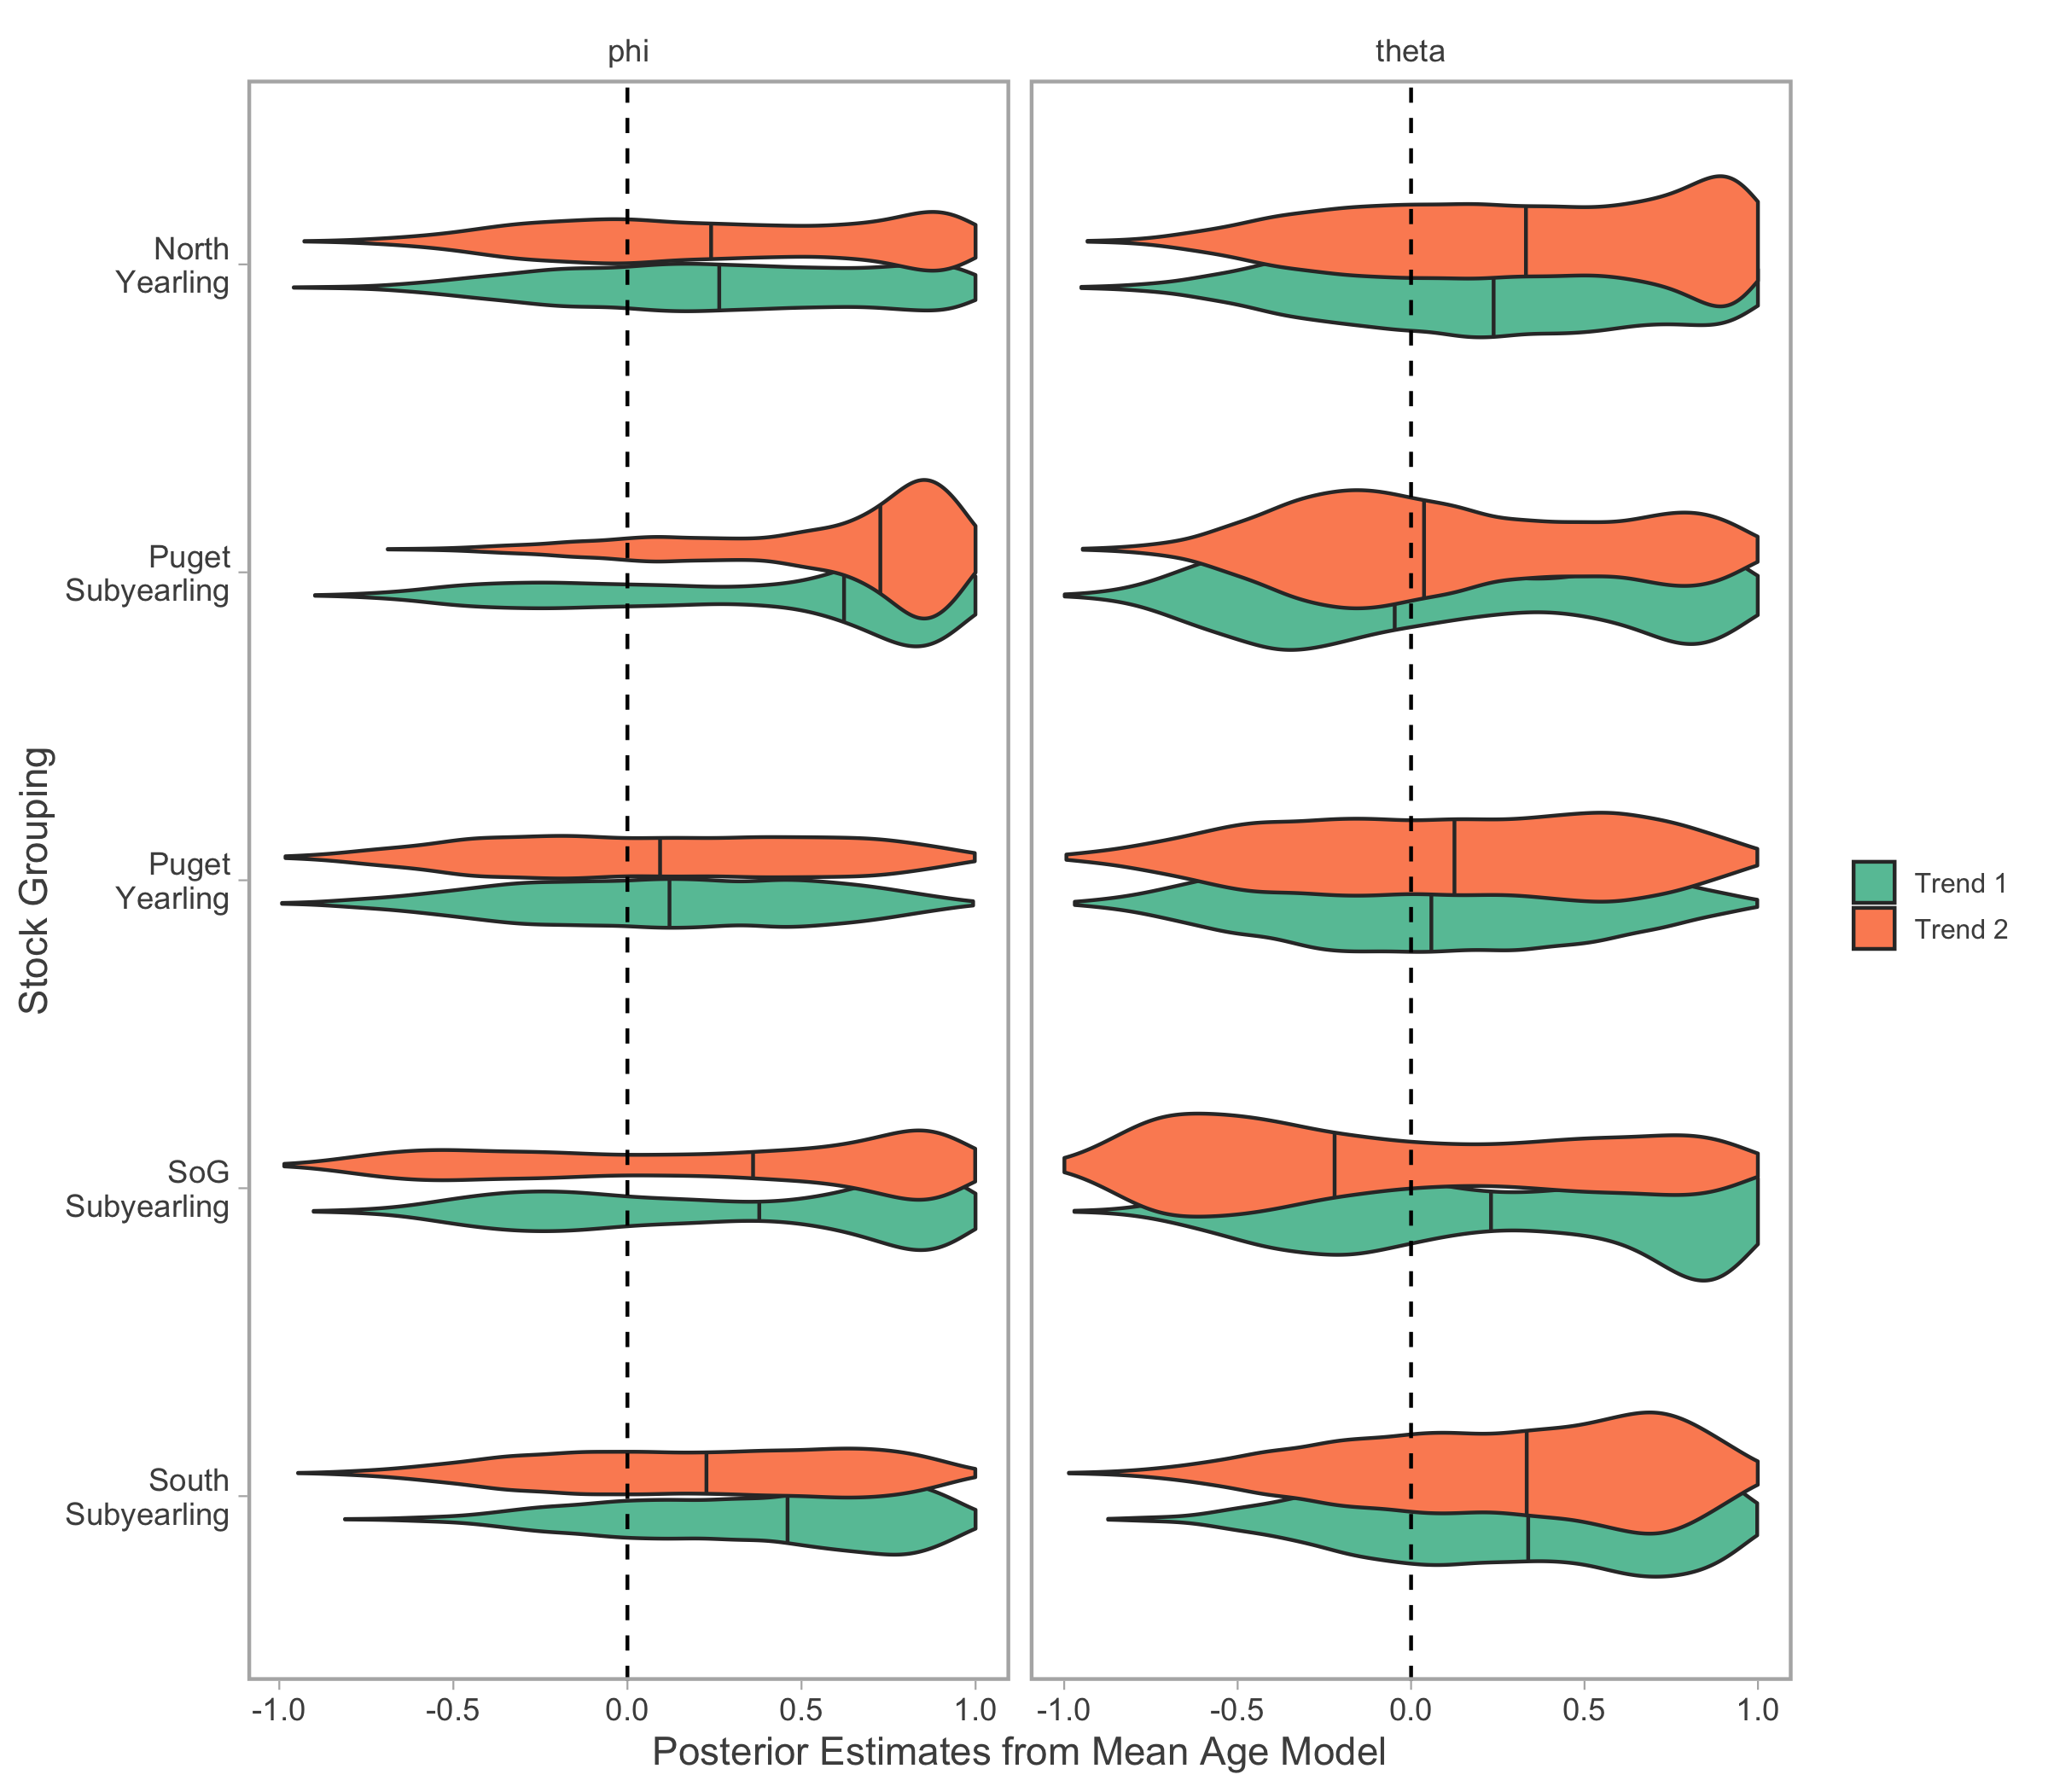 phi
theta
North
Yearling
Puget
Subyearling
Puget
Yearling
SoG
Subyearling
South
Subyearling
Stock Grouping
-1.0
-0.5
0.0
0.5
1.0
-1.0
-0.5
0.0
0.5
1.0
Posterior Estimates from Mean Age Model
Trend 1
Trend 2